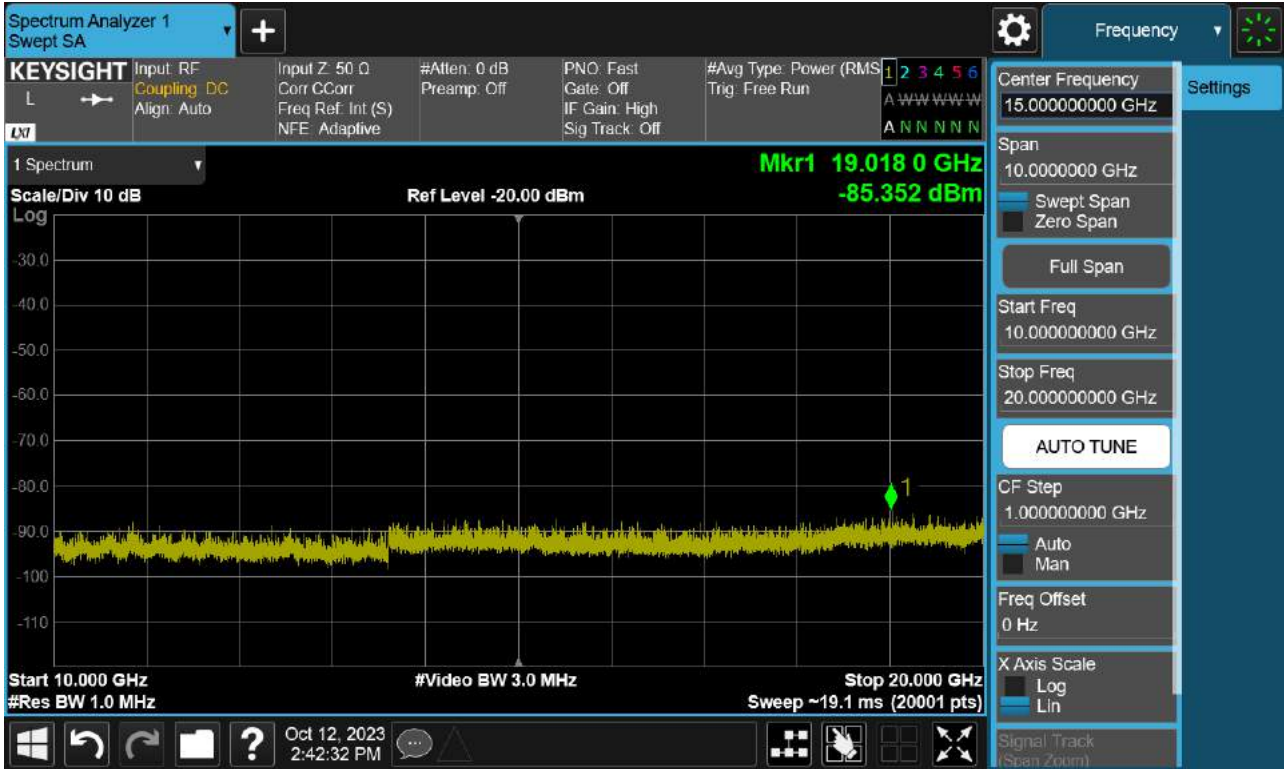 Spectrum Analyzer 1
Swept SA
Frequency
KEYSIGHT
L
LXI
Input: RF
Coupling: DC
Align: Auto
Input Z: 50 Ω
Corr CCorr
Freq Ref: Int (S)
NFE: Adaptive
#Atten: 0 dB
Preamp: Off
PNO: Fast
Gate: Off
IF Gain: High
Sig Track: Off
#Avg Type: Power (RMS
Trig: Free Run
1 2 3 4 5 6
A W W W W W
A N N N N N
1 Spectrum
Scale/Div 10 dB
Ref Level -20.00 dBm
Mkr1 19.018 0 GHz
-85.352 dBm
Log
-30.0
-40.0
-50.0
-60.0
-70.0
-80.0
-90.0
-100
-110
1
Start 10.000 GHz
#Res BW 1.0 MHz
#Video BW 3.0 MHz
Stop 20.000 GHz
Sweep ~19.1 ms (20001 pts)
Center Frequency
15.000000000 GHz
Settings
Span
10.0000000 GHz
Swept Span
Zero Span
Full Span
Start Freq
10.000000000 GHz
Stop Freq
20.000000000 GHz
AUTO TUNE
CF Step
1.000000000 GHz
Auto
Man
Freq Offset
0 Hz
X Axis Scale
Log
Lin
Signal Track
(Span Zoom)
?
Oct 12, 2023
2:42:32 PM